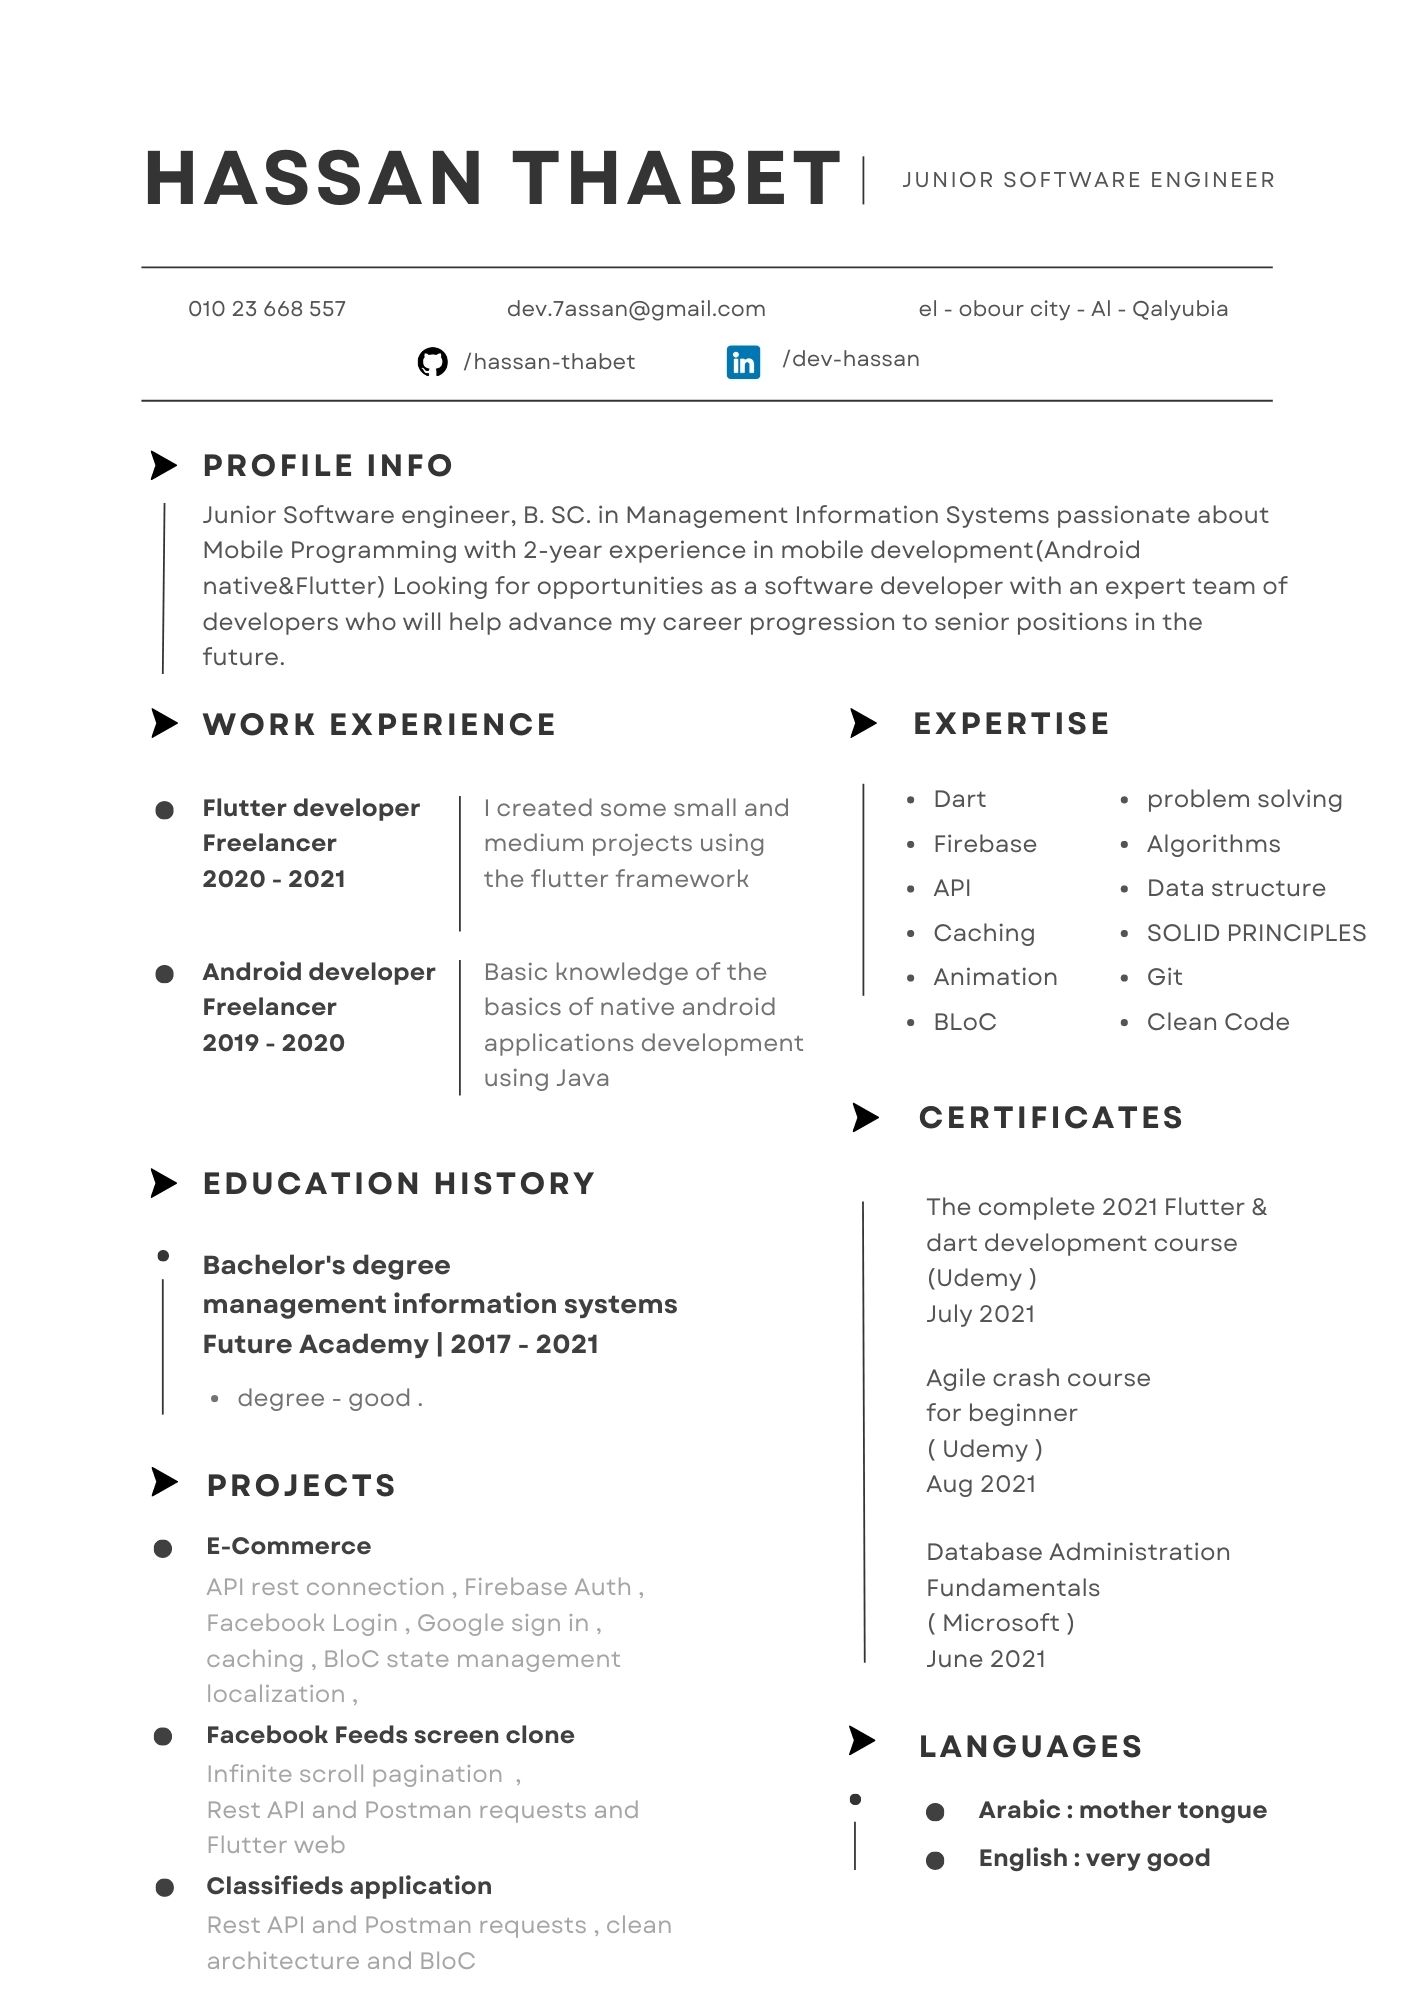 HASSAN THABET
JUNIOR SOFTWARE ENGINEER
010 23 668 557
dev.7assan@gmail.com
el - obour city - Al - Qalyubia
/hassan-thabet
in
/dev-hassan
PROFILE INFO
Junior Software engineer, B. SC. in Management Information Systems passionate about
Mobile Programming with 2-year experience in mobile development(Android
native&Flutter) Looking for opportunities as a software developer with an expert team of
developers who will help advance my career progression to senior positions in the
future.
WORK EXPERIENCE
Flutter developer
Freelancer
2020 - 2021
I created some small and
medium projects using
the flutter framework
Android developer
Freelancer
2019 - 2020
Basic knowledge of the
basics of native android
applications development
using Java
EDUCATION HISTORY
Bachelor's degree
management information systems
Future Academy | 2017 - 2021
• degree - good .
PROJECTS
E-Commerce
API rest connection , Firebase Auth ,
Facebook Login , Google sign in ,
caching , BloC state management
localization ,
Facebook Feeds screen clone
Infinite scroll pagination  ,
Rest API and Postman requests and
Flutter web
Classifieds application
Rest API and Postman requests , clean
architecture and BloC
EXPERTISE
• Dart
• Firebase
• API
• Caching
• Animation
• BLoC
• problem solving
• Algorithms
• Data structure
• SOLID PRINCIPLES
• Git
• Clean Code
CERTIFICATES
The complete 2021 Flutter &
dart development course
(Udemy )
July 2021
Agile crash course
for beginner
( Udemy )
Aug 2021
Database Administration
Fundamentals
( Microsoft )
June 2021
LANGUAGES
Arabic : mother tongue
English : very good